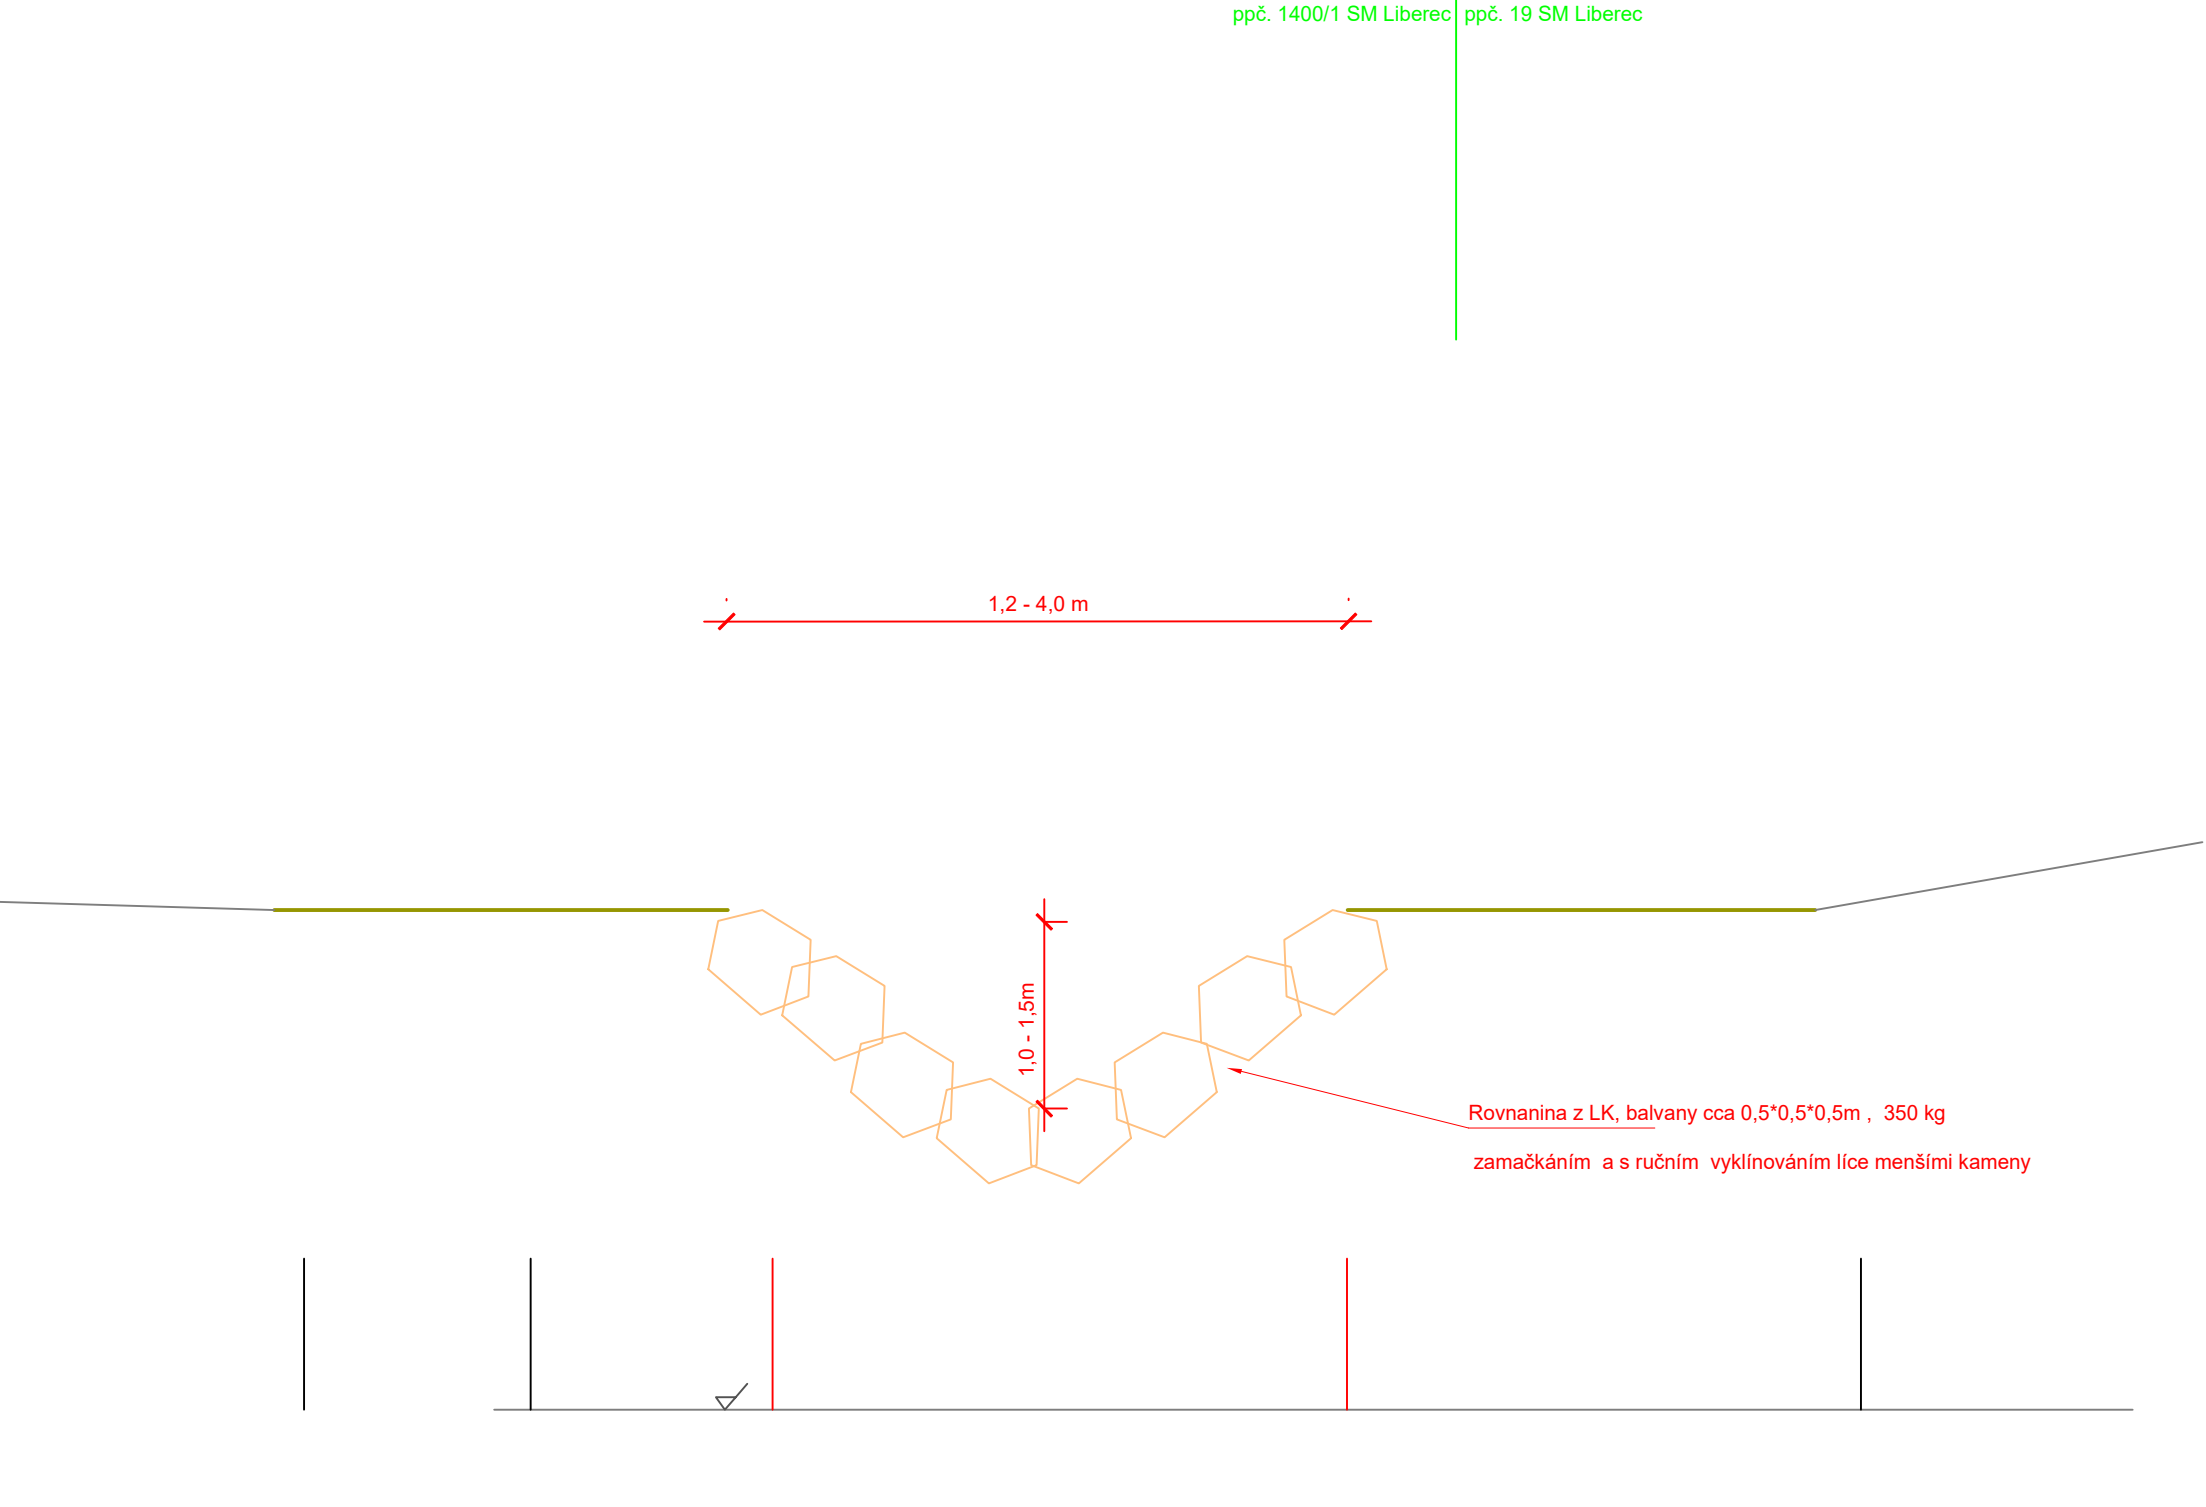 ppč. 1400/1 SM Liberec ppč. 19 SM Liberec
1,2 - 4,0 m
1,0 - 1,5m
Rovnanina z LK, balvany cca 0,5*0,5*0,5m , 350 kg
zamačkáním a s ručním vyklínováním líce menšími kameny